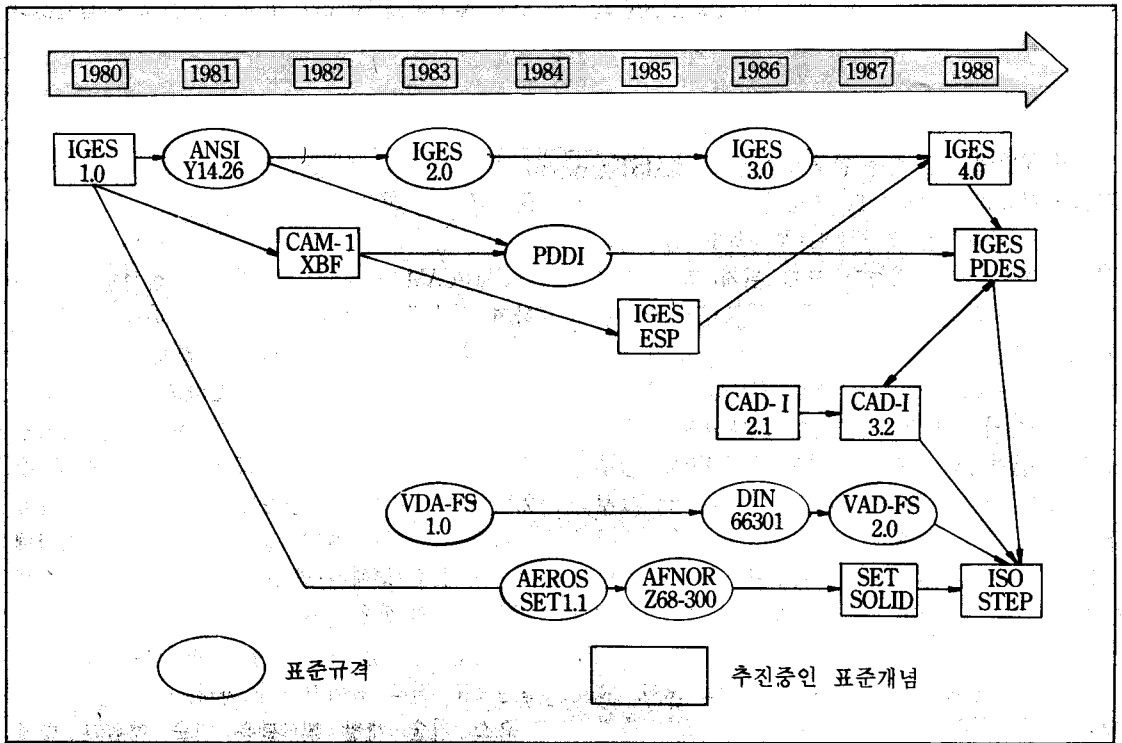 1980 1981 1982 1983 1984 1985 1986 1987 1988
IGES
1.0
ANSI
Y14.26
IGES
2.0
IGES
3.0
IGES
4.0
CAM-1
XBF
PDDI
IGES
PDES
IGES
ESP
CAD-I
2.1
CAD-I
3.2
VDA-FS
1.0
DIN
66301
VAD-FS
2.0
AEROS
SET1.1
AFNOR
Z68-300
SET
SOLID
ISO
STEP
표준규격
추진중인 표준개념